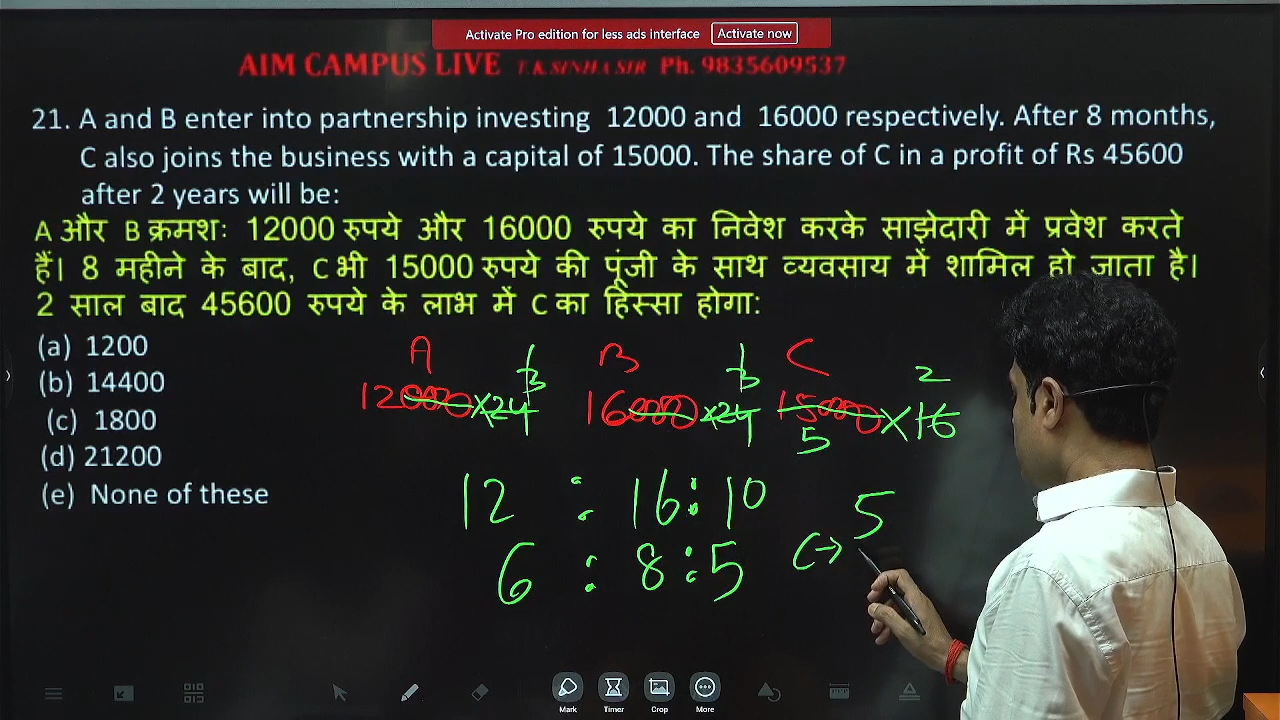 Activate Pro edition for less ads interface Activate now
AIM CAMPUS LIVE T.K.SINHA SIR Ph. 9835609537
21. A and B enter into partnership investing 12000 and 16000 respectively. After 8 months,
C also joins the business with a capital of 15000. The share of C in a profit of Rs 45600
after 2 years will be:
A और B क्रमशः 12000 रुपये और 16000 रुपये का निवेश करके साझेदारी में प्रवेश करते
हैं। 8 महीने के बाद, C भी 15000 रुपये की पूंजी के साथ व्यवसाय में शामिल हो जाता है।
2 साल बाद 45600 रुपये के लाभ में C का हिस्सा होगा:
(a) 1200
(b) 14400
(c) 1800
(d) 21200
(e) None of these
A B C
3 3 2
12000×24 16000×24 15000×16
5
12 : 16 : 10
6 : 8 : 5
C→ 5
Mark Timer Crop More